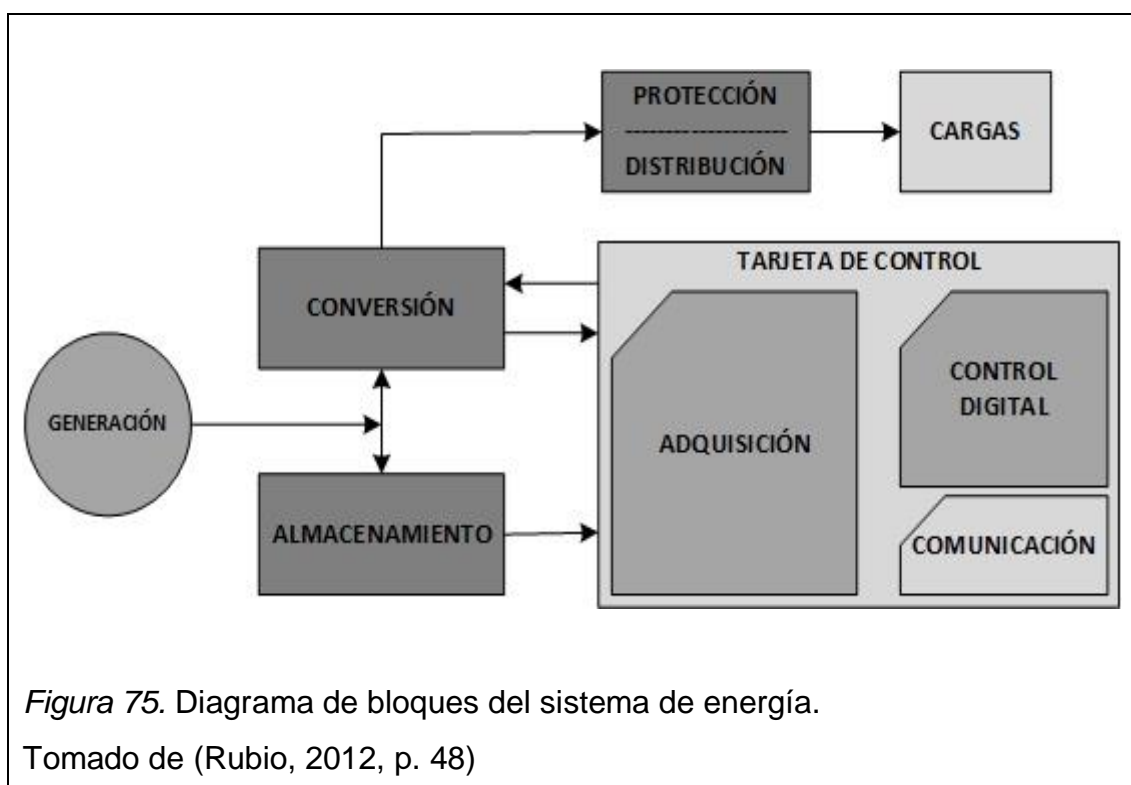 PROTECCIÓN
--------------------
DISTRIBUCIÓN
CARGAS
TARJETA DE CONTROL
CONVERSIÓN
CONTROL
DIGITAL
GENERACIÓN
ADQUISICIÓN
ALMACENAMIENTO
COMUNICACIÓN
Figura 75. Diagrama de bloques del sistema de energía.
Tomado de (Rubio, 2012, p. 48)